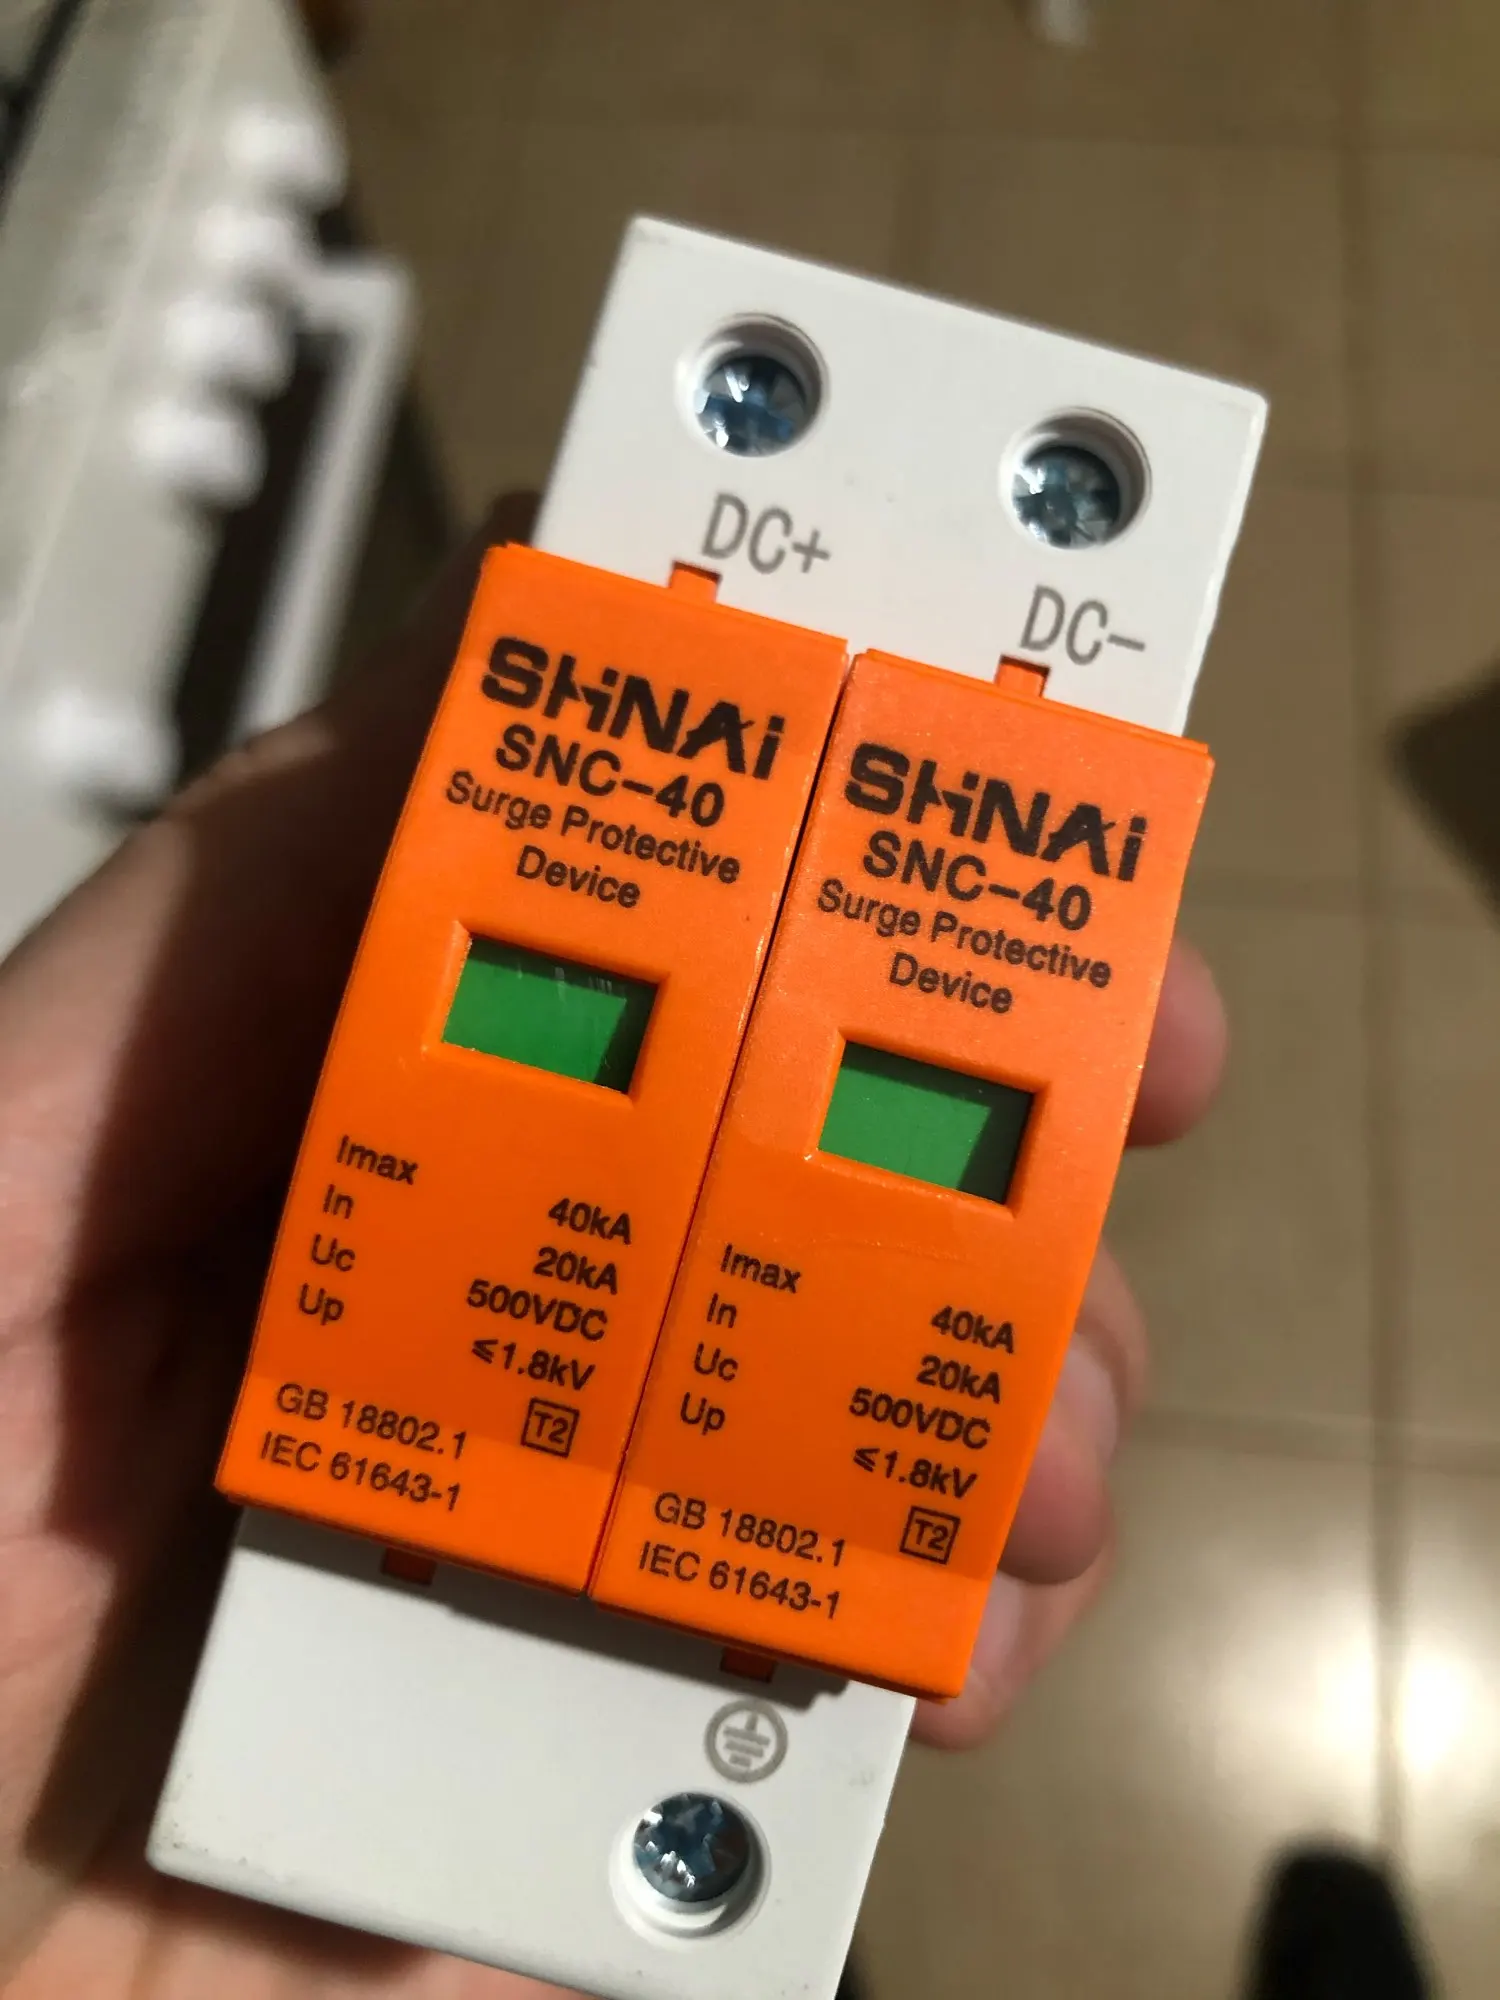 DC+
DC−
SHiNAi
SNC−40
Surge Protective
Device
Imax 40kA
In 20kA
Uc 500VDC
Up ≤1.8kV
T2
GB 18802.1
IEC 61643-1
SHiNAi
SNC−40
Surge Protective
Device
Imax 40kA
In 20kA
Uc 500VDC
Up ≤1.8kV
T2
GB 18802.1
IEC 61643-1